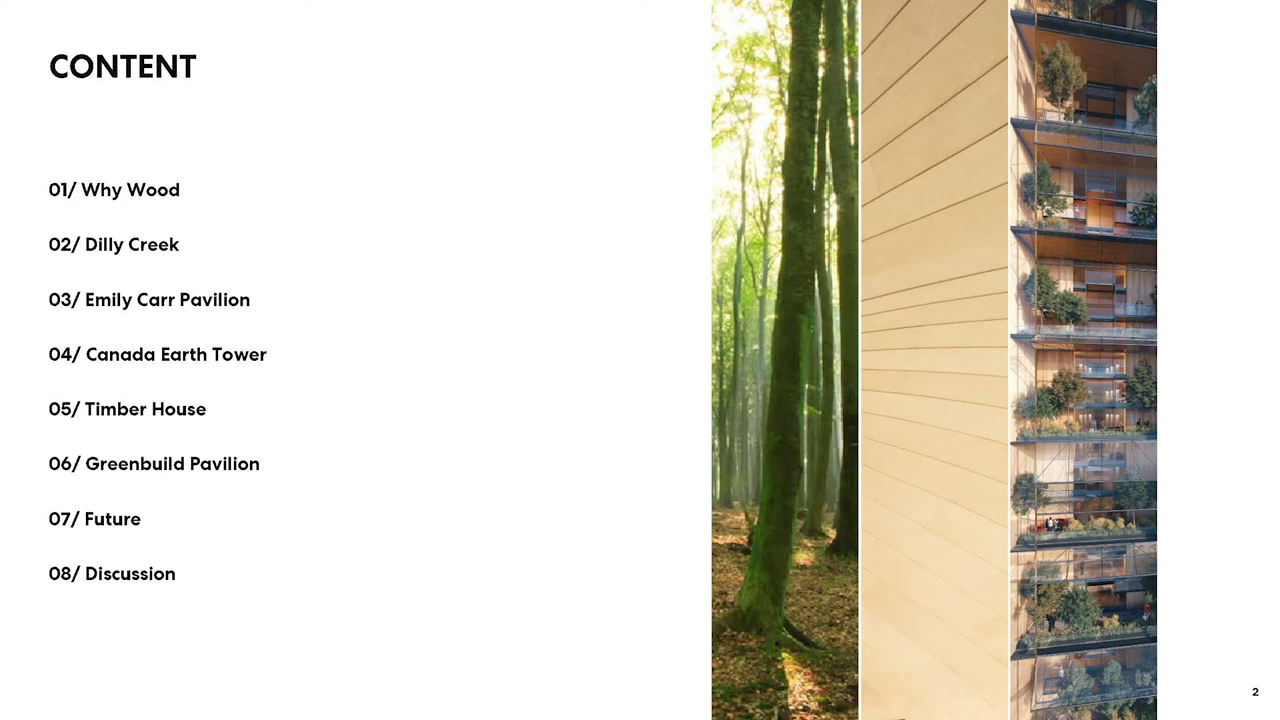 CONTENT
01/ Why Wood
02/ Dilly Creek
03/ Emily Carr Pavilion
04/ Canada Earth Tower
05/ Timber House
06/ Greenbuild Pavilion
07/ Future
08/ Discussion
2